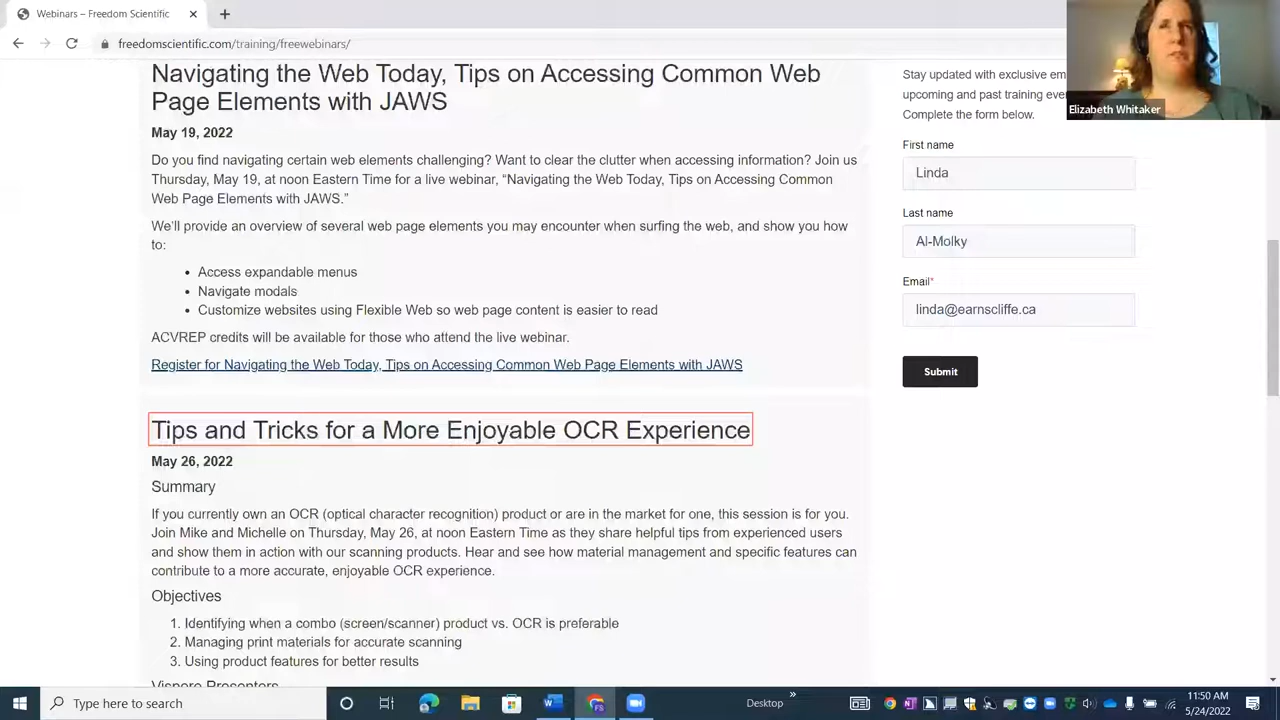 Webinars – Freedom Scientific
freedomscientific.com/training/freewebinars/
Navigating the Web Today, Tips on Accessing Common Web
Page Elements with JAWS
May 19, 2022
Do you find navigating certain web elements challenging? Want to clear the clutter when accessing information? Join us
Thursday, May 19, at noon Eastern Time for a live webinar, “Navigating the Web Today, Tips on Accessing Common
Web Page Elements with JAWS.”
We’ll provide an overview of several web page elements you may encounter when surfing the web, and show you how
to:
• Access expandable menus
• Navigate modals
• Customize websites using Flexible Web so web page content is easier to read
ACVREP credits will be available for those who attend the live webinar.
Register for Navigating the Web Today, Tips on Accessing Common Web Page Elements with JAWS
Tips and Tricks for a More Enjoyable OCR Experience
May 26, 2022
Summary
If you currently own an OCR (optical character recognition) product or are in the market for one, this session is for you.
Join Mike and Michelle on Thursday, May 26, at noon Eastern Time as they share helpful tips from experienced users
and show them in action with our scanning products. Hear and see how material management and specific features can
contribute to a more accurate, enjoyable OCR experience.
Objectives
1. Identifying when a combo (screen/scanner) product vs. OCR is preferable
2. Managing print materials for accurate scanning
3. Using product features for better results
Vispero Presenters
Stay updated with exclusive em
upcoming and past training eve
Complete the form below.
First name
Linda
Last name
Al-Molky
Email*
linda@earnscliffe.ca
Submit
Elizabeth Whitaker
Type here to search
Desktop
11:50 AM
5/24/2022